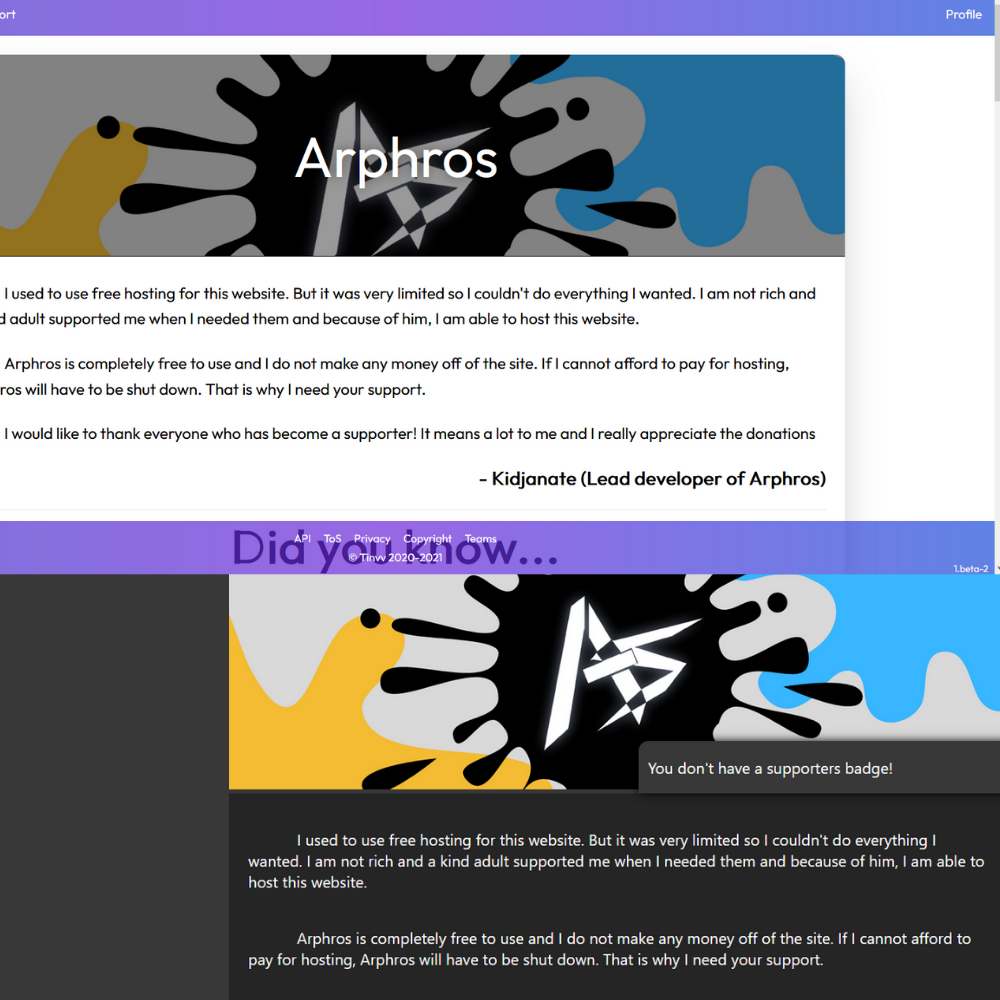 ort
Profile
Arphros
I used to use free hosting for this website. But it was very limited so I couldn't do everything I wanted. I am not rich and
d adult supported me when I needed them and because of him, I am able to host this website.
Arphros is completely free to use and I do not make any money off of the site. If I cannot afford to pay for hosting,
ros will have to be shut down. That is why I need your support.
I would like to thank everyone who has become a supporter! It means a lot to me and I really appreciate the donations
- Kidjanate (Lead developer of Arphros)
Did you know...
API ToS Privacy Copyright Teams
© Tinvv 2020-2021
1.beta-2
You don't have a supporters badge!
I used to use free hosting for this website. But it was very limited so I couldn't do everything I
wanted. I am not rich and a kind adult supported me when I needed them and because of him, I am able to
host this website.
Arphros is completely free to use and I do not make any money off of the site. If I cannot afford to
pay for hosting, Arphros will have to be shut down. That is why I need your support.